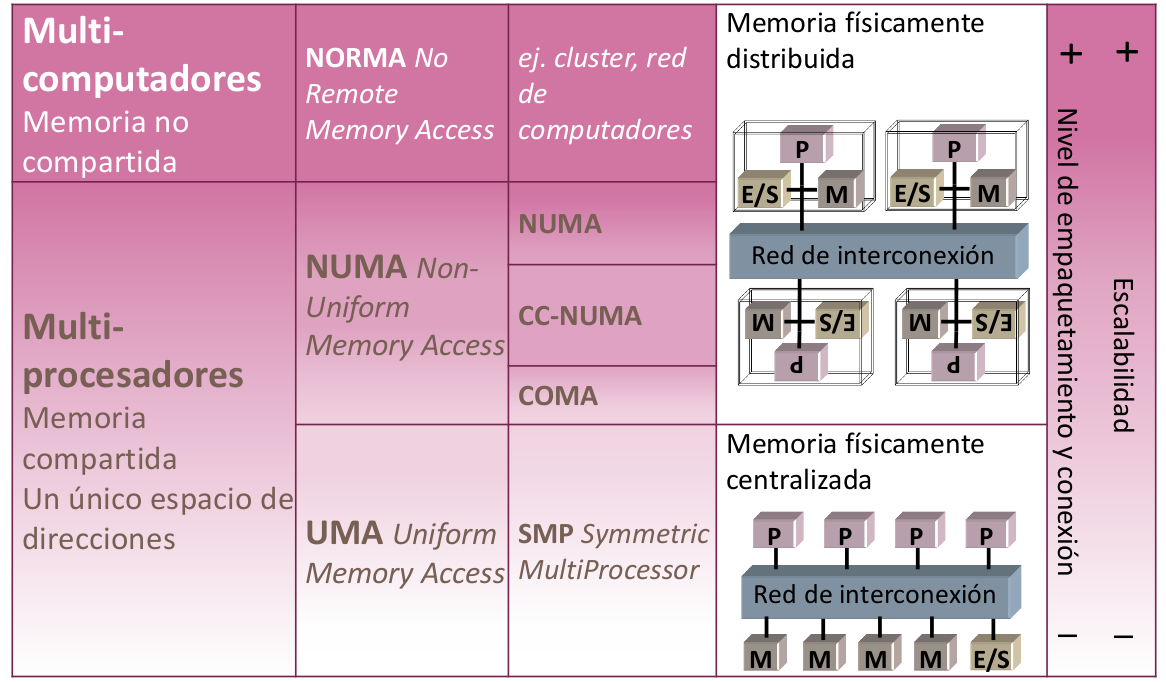 Multi-
computadores
Memoria no
compartida
NORMA No
Remote
Memory Access
ej. cluster, red
de
computadores
Memoria físicamente
distribuida
P
P
E/S
M
E/S
M
Red de interconexión
M
E/S
M
E/S
P
P
Multi-
procesadores
Memoria
compartida
Un único espacio de
direcciones
NUMA Non-
Uniform
Memory Access
NUMA
CC-NUMA
COMA
UMA Uniform
Memory Access
SMP Symmetric
MultiProcessor
Memoria físicamente
centralizada
P
P
P
P
Red de interconexión
M
M
M
M
E/S
+ Nivel de empaquetamiento y conexión –
+ Escalabilidad –